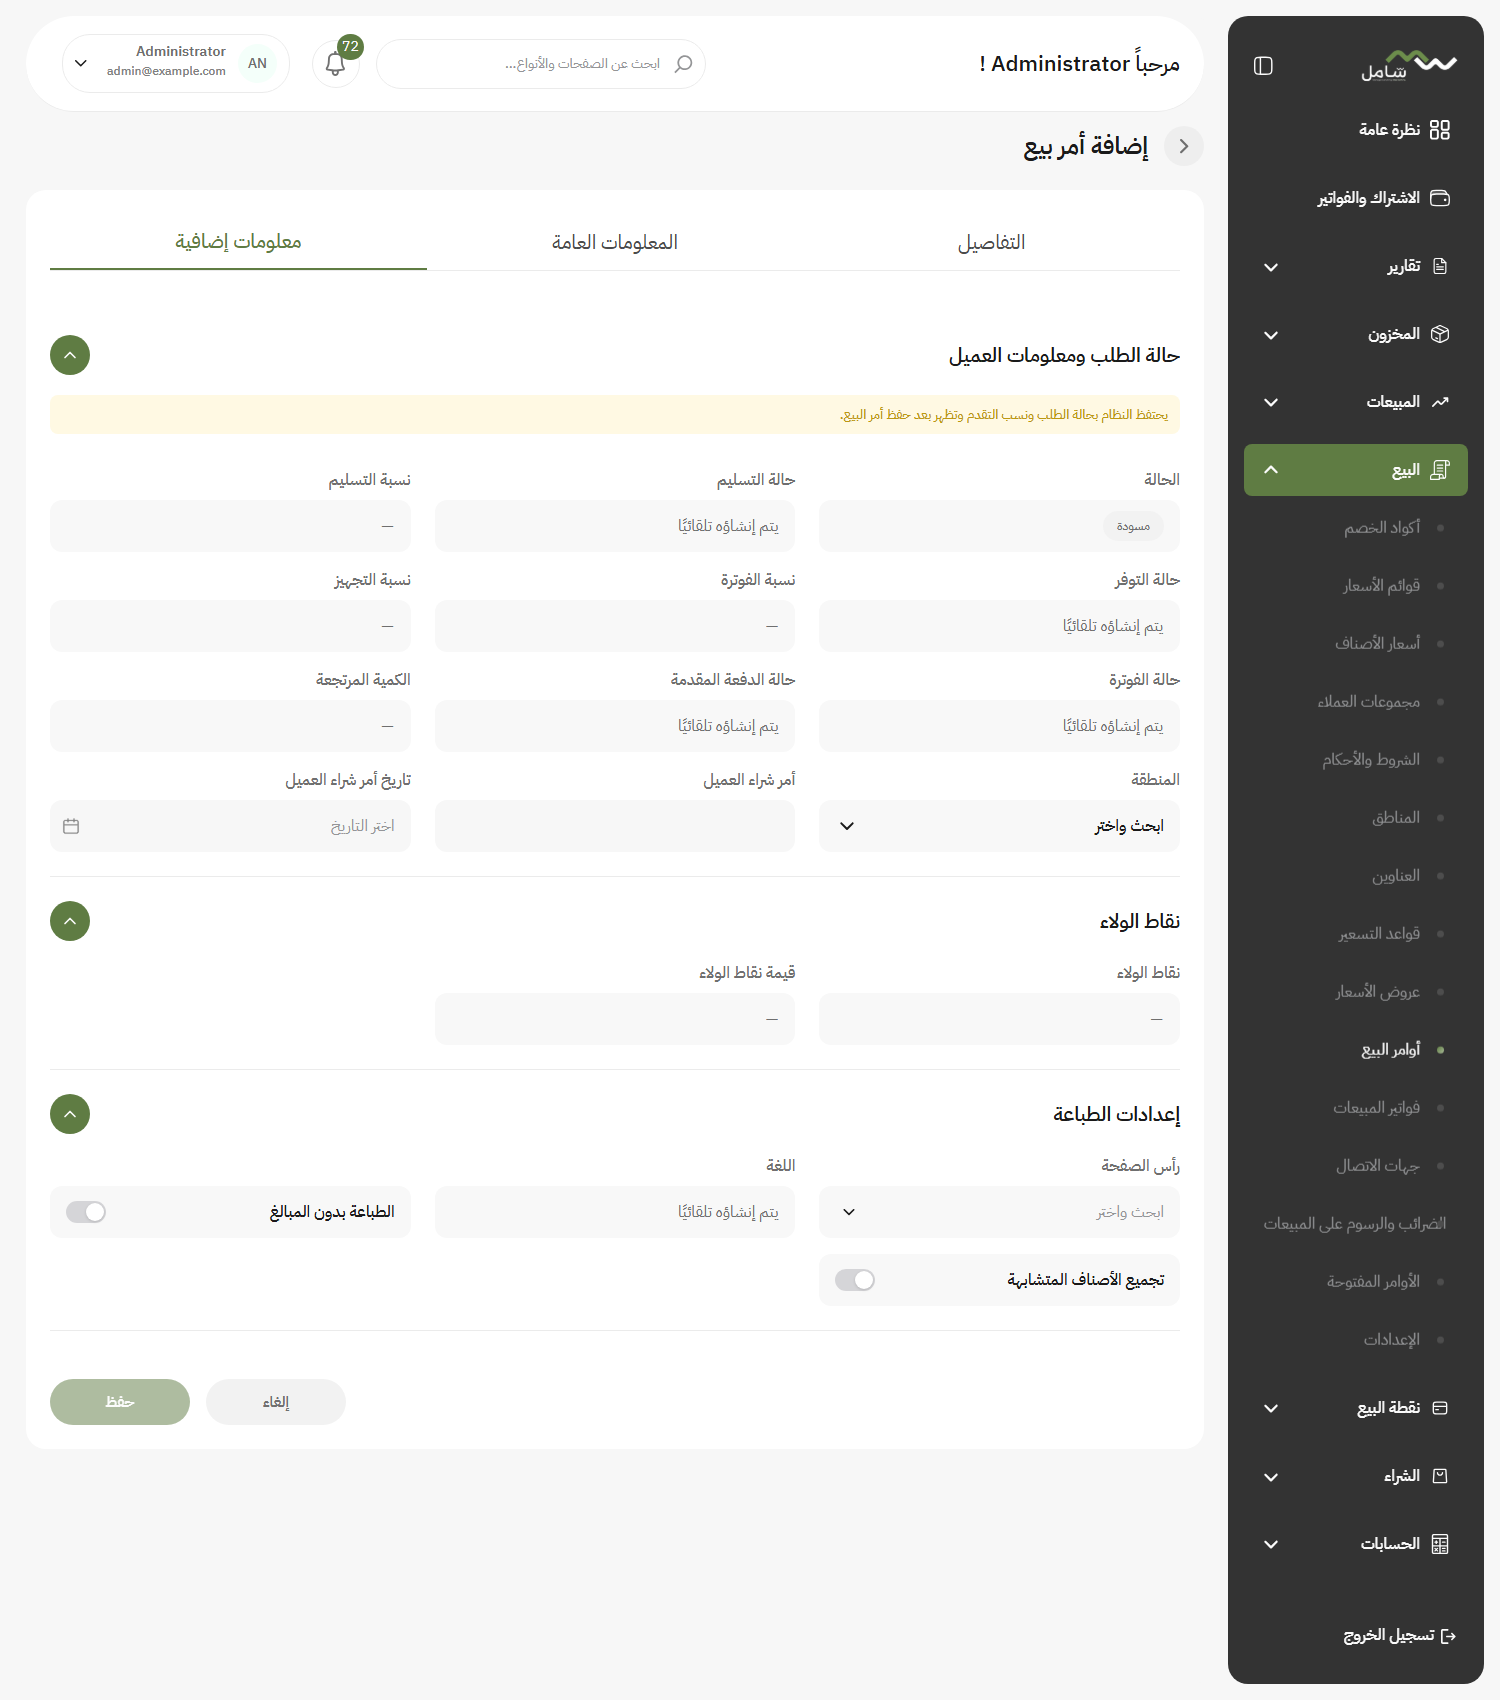 شامل
نظرة عامة
الاشتراك والفواتير
تقارير
المخزون
المبيعات
البيع
أكواد الخصم
قوائم الأسعار
أسعار الأصناف
مجموعات العملاء
الشروط والأحكام
المناطق
العناوين
قواعد التسعير
عروض الأسعار
أوامر البيع
فواتير المبيعات
جهات الاتصال
الضرائب والرسوم على المبيعات
الأوامر المفتوحة
الإعدادات
نقطة البيع
الشراء
الحسابات
تسجيل الخروج
مرحباً Administrator !
ابحث عن الصفحات والأنواع...
72
AN
Administrator
admin@example.com
إضافة أمر بيع
التفاصيل
المعلومات العامة
معلومات إضافية
حالة الطلب ومعلومات العميل
يحتفظ النظام بحالة الطلب ونسب التقدم وتظهر بعد حفظ أمر البيع.
الحالة
حالة التسليم
نسبة التسليم
مسودة
يتم إنشاؤه تلقائيًا
—
حالة التوفر
نسبة الفوترة
نسبة التجهيز
يتم إنشاؤه تلقائيًا
—
—
حالة الفوترة
حالة الدفعة المقدمة
الكمية المرتجعة
يتم إنشاؤه تلقائيًا
يتم إنشاؤه تلقائيًا
—
المنطقة
أمر شراء العميل
تاريخ أمر شراء العميل
ابحث واختر
اختر التاريخ
نقاط الولاء
نقاط الولاء
قيمة نقاط الولاء
—
—
إعدادات الطباعة
رأس الصفحة
اللغة
ابحث واختر
يتم إنشاؤه تلقائيًا
الطباعة بدون المبالغ
تجميع الأصناف المتشابهة
إلغاء
حفظ